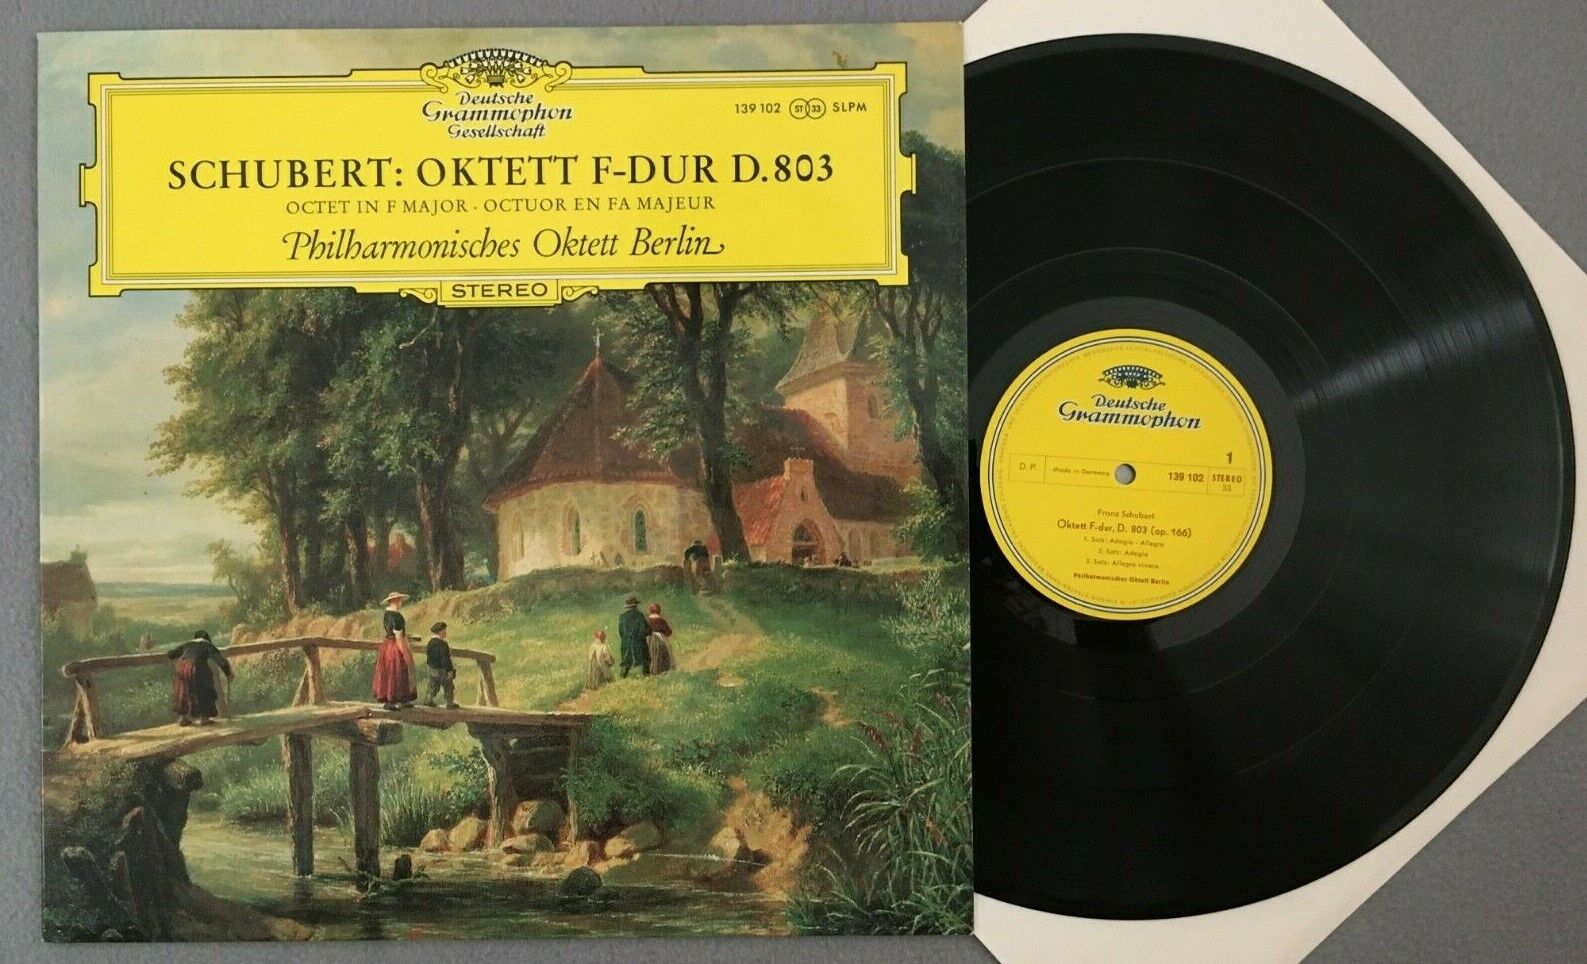 Deutsche
Grammophon
Gesellschaft
139 102 ST 33 SLPM
SCHUBERT: OKTETT F-DUR D.803
OCTET IN F MAJOR · OCTUOR EN FA MAJEUR
Philharmonisches Oktett Berlin
STEREO
Deutsche
Grammophon
1
D.P. Made in Germany 139 102 STEREO
33
Franz Schubert
Oktett F-dur, D. 803 (op. 166)
1. Satz: Adagio - Allegro
2. Satz: Adagio
3. Satz: Allegro vivace
Philharmonisches Oktett Berlin